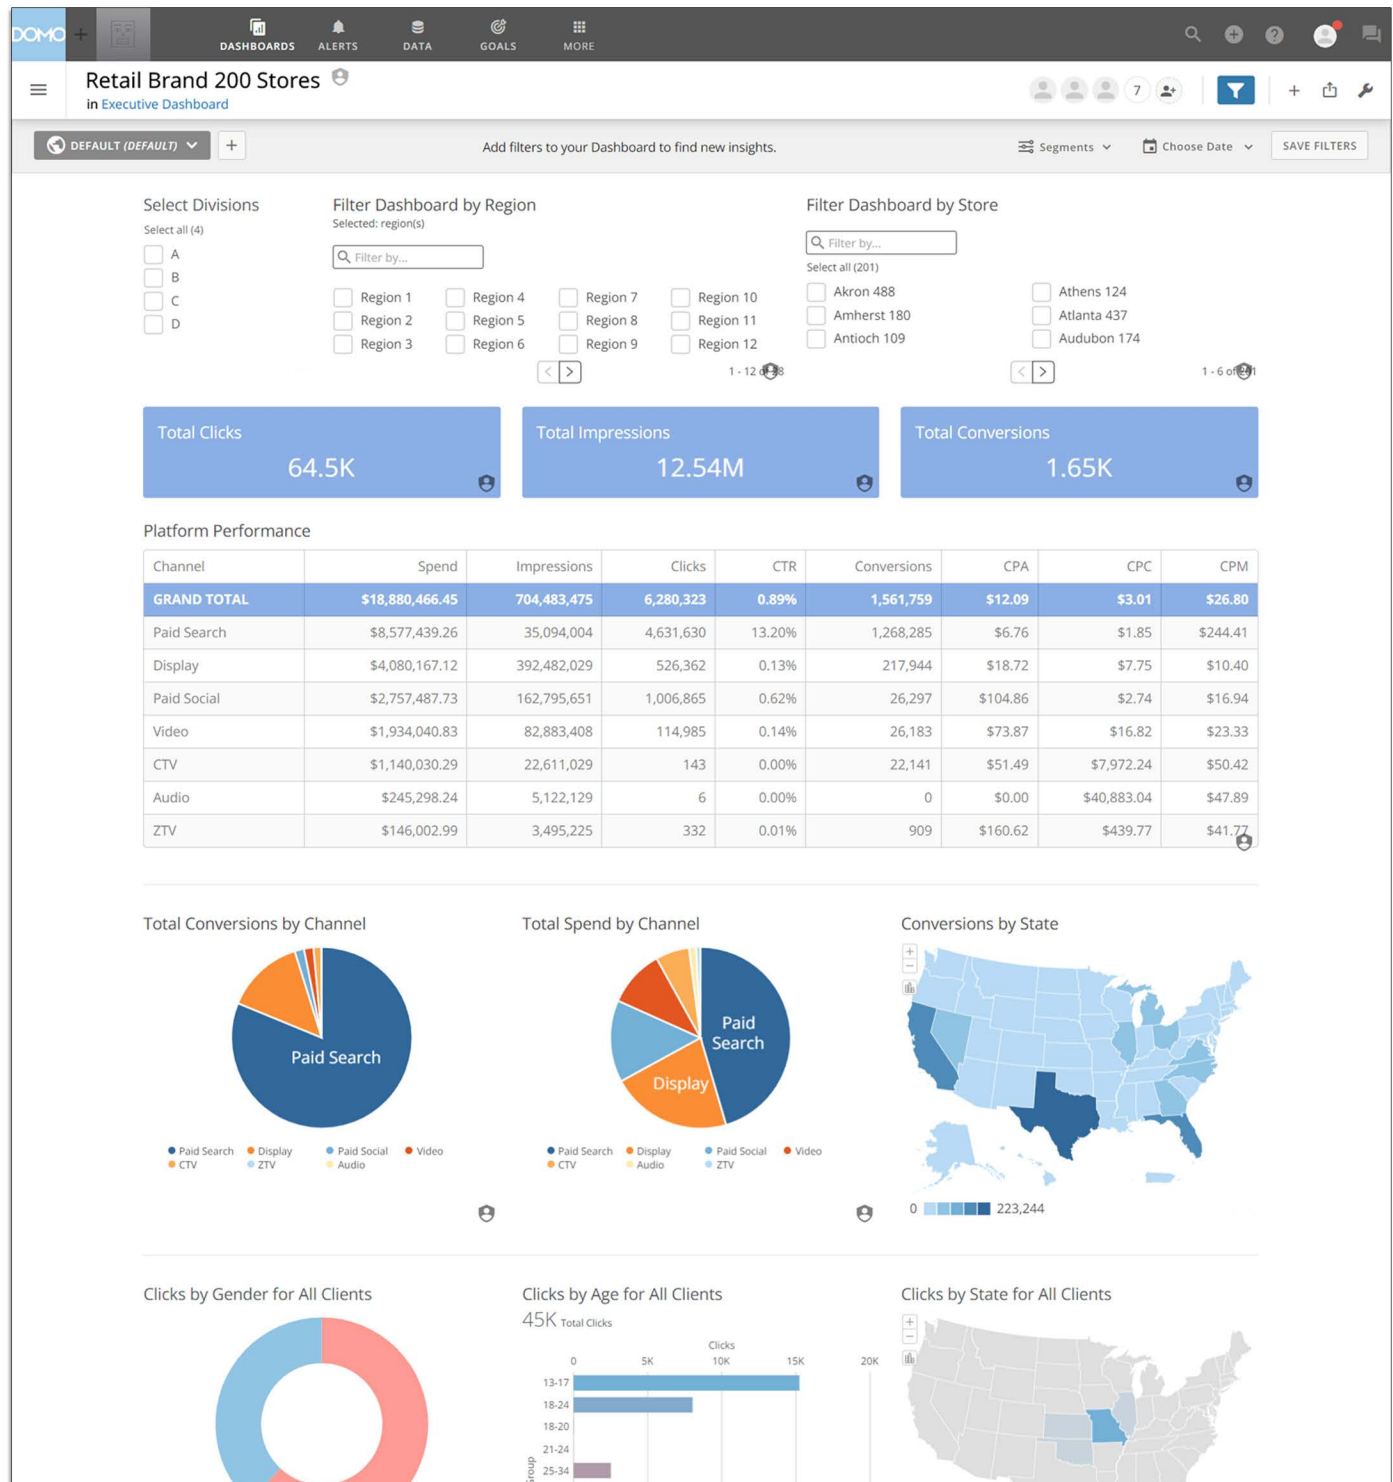 DOMO
DASHBOARDS ALERTS DATA GOALS MORE
Retail Brand 200 Stores
in Executive Dashboard
7
DEFAULT (DEFAULT)
+
Add filters to your Dashboard to find new insights.
Segments
Choose Date
SAVE FILTERS
Select Divisions
Select all (4)
A
B
C
D
Filter Dashboard by Region
Selected: region(s)
Filter by...
Region 1 Region 4 Region 7 Region 10
Region 2 Region 5 Region 8 Region 11
Region 3 Region 6 Region 9 Region 12
< >
1 - 12
Filter Dashboard by Store
Filter by...
Select all (201)
Akron 488 Athens 124
Amherst 180 Atlanta 437
Antioch 109 Audubon 174
< >
1 - 6 of
Total Clicks
64.5K
Total Impressions
12.54M
Total Conversions
1.65K
Platform Performance
Channel Spend Impressions Clicks CTR Conversions CPA CPC CPM
GRAND TOTAL $18,880,466.45 704,483,475 6,280,323 0.89% 1,561,759 $12.09 $3.01 $26.80
Paid Search $8,577,439.26 35,094,004 4,631,630 13.20% 1,268,285 $6.76 $1.85 $244.41
Display $4,080,167.12 392,482,029 526,362 0.13% 217,944 $18.72 $7.75 $10.40
Paid Social $2,757,487.73 162,795,651 1,006,865 0.62% 26,297 $104.86 $2.74 $16.94
Video $1,934,040.83 82,883,408 114,985 0.14% 26,183 $73.87 $16.82 $23.33
CTV $1,140,030.29 22,611,029 143 0.00% 22,141 $51.49 $7,972.24 $50.42
Audio $245,298.24 5,122,129 6 0.00% 0 $0.00 $40,883.04 $47.89
ZTV $146,002.99 3,495,225 332 0.01% 909 $160.62 $439.77 $41.77
Total Conversions by Channel
Paid Search
Paid Search Display Paid Social Video
CTV ZTV Audio
Total Spend by Channel
Paid
Search
Display
Paid Search Display Paid Social Video
CTV Audio ZTV
Conversions by State
+
−
0 223,244
Clicks by Gender for All Clients
Clicks by Age for All Clients
45K Total Clicks
Clicks
0 5K 10K 15K 20K
13-17
18-24
18-20
21-24
25-34
Group
Clicks by State for All Clients
+
−